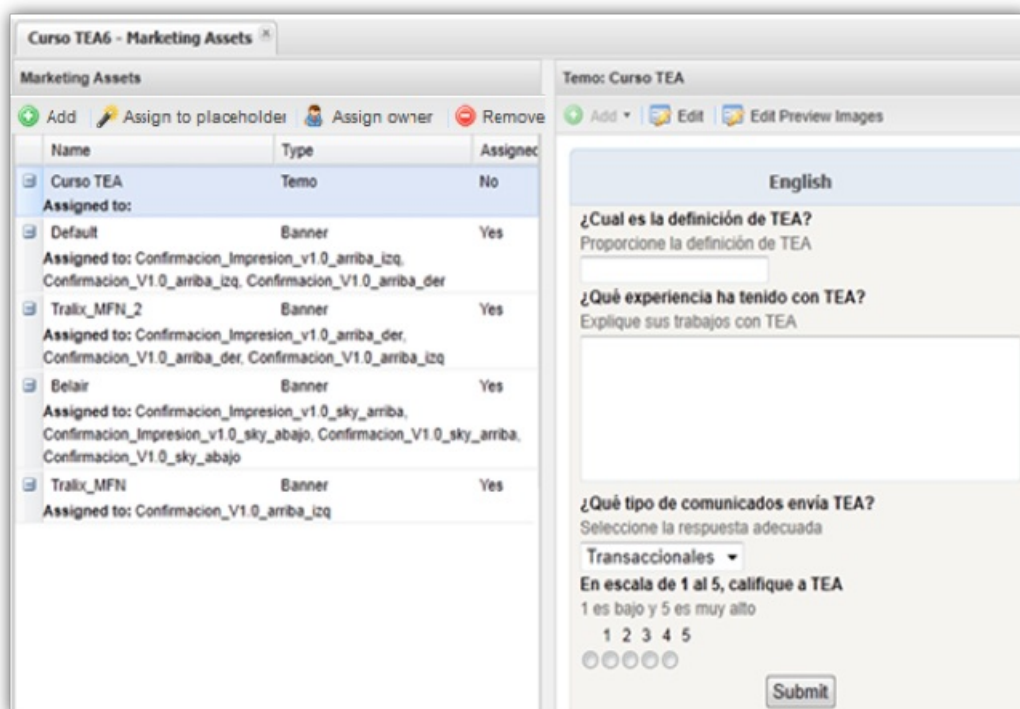 Curso TEA6 - Marketing Assets
Marketing Assets
Add Assign to placeholder Assign owner Remove
Name Type Assigned
Curso TEA Temo No
Assigned to:
Default Banner Yes
Assigned to: Confirmacion_Impresion_v1.0_arriba_izq,
Confirmacion_V1.0_arriba_izq, Confirmacion_V1.0_arriba_der
Tralix_MFN_2 Banner Yes
Assigned to: Confirmacion_Impresion_v1.0_arriba_der,
Confirmacion_V1.0_arriba_der, Confirmacion_V1.0_arriba_izq
Belair Banner Yes
Assigned to: Confirmacion_Impresion_v1.0_sky_arriba,
Confirmacion_Impresion_v1.0_sky_abajo, Confirmacion_V1.0_sky_arriba,
Confirmacion_V1.0_sky_abajo
Tralix_MFN Banner Yes
Assigned to: Confirmacion_V1.0_arriba_izq
Temo: Curso TEA
Add Edit Edit Preview Images
English
¿Cual es la definición de TEA?
Proporcione la definición de TEA
¿Qué experiencia ha tenido con TEA?
Explique sus trabajos con TEA
¿Qué tipo de comunicados envía TEA?
Seleccione la respuesta adecuada
Transaccionales
En escala de 1 al 5, califique a TEA
1 es bajo y 5 es muy alto
1 2 3 4 5
Submit